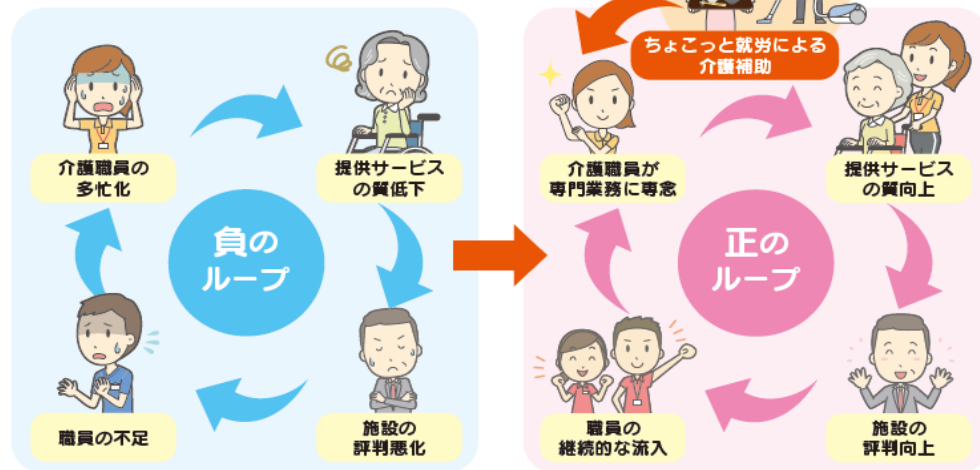 介護職員の
多忙化
提供サービス
の質低下
負の
ループ
職員の不足
施設の
評判悪化
ちょこっと就労による
介護補助
介護職員が
専門業務に専念
提供サービス
の質向上
正の
ループ
職員の
継続的な流入
施設の
評判向上